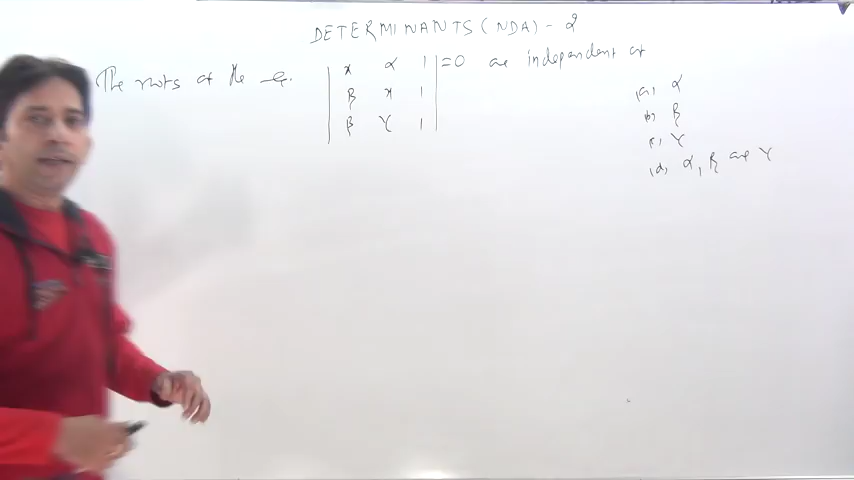 DETERMINANTS (NDA) - 2
The roots of the eq. | x α 1 | = 0 are independent of
| β x 1 |
| β γ 1 |
(a) α
(b) β
(c) γ
(d) α, β and γ